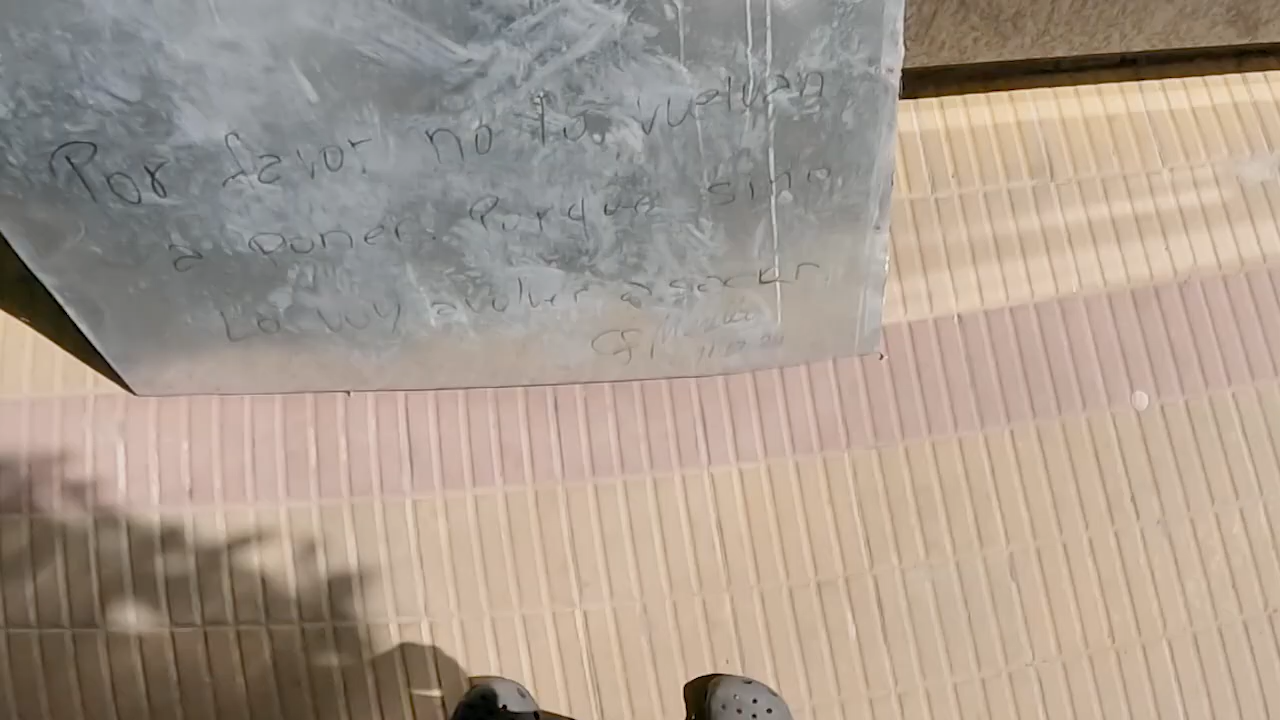 Por favor no lo vuelvan
a poner. Porque sino
Lo voy a volver a sacar.